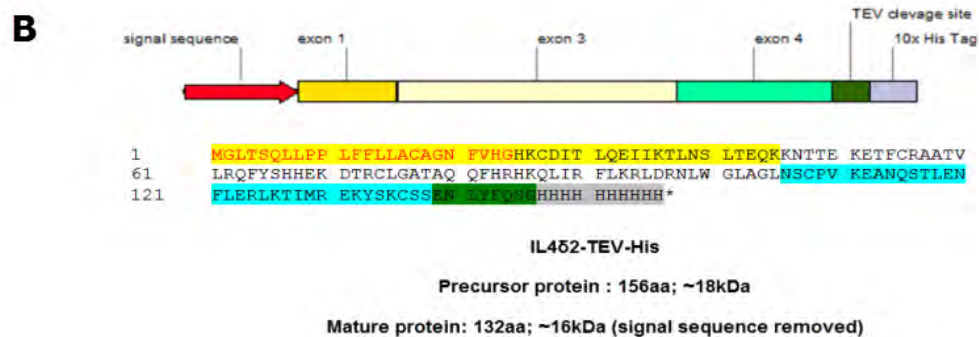 B
TEV clevage site
signal sequence exon 1 exon 3 exon 4 10x His Tag
1 MGLTSQLLPP LFFLLACAGN FVHGHKCDIT LQEIIKTLNS LTEQKKNTTE KETFCRAATV
61 LRQFYSHHEK DTRCLGATAQ QFHRHKQLIR FLKRLDRNLW GLAGLNSCPV KEANQSTLEN
121 FLERLKTIMR EKYSKCSSEN LYFQSGHHHH HHHHHH*
IL4δ2-TEV-His
Precursor protein : 156aa; ~18kDa
Mature protein: 132aa; ~16kDa (signal sequence removed)